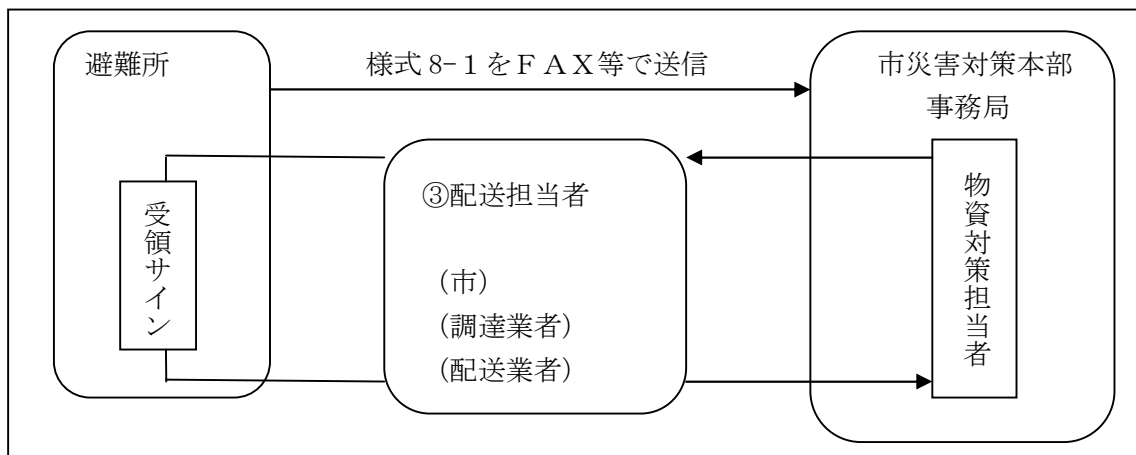 避難所
様式8-1をＦＡＸ等で送信
市災害対策本部
事務局
③配送担当者
(市)
(調達業者)
(配送業者)
受領サイン
物資対策担当者